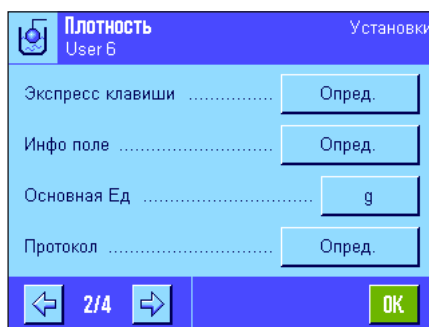 Плотность
Установки
User 6
Экспресс клавиши ............... Опред.
Инфо поле ........................... Опред.
Основная Ед .............................. g
Протокол ............................. Опред.
2/4
OK